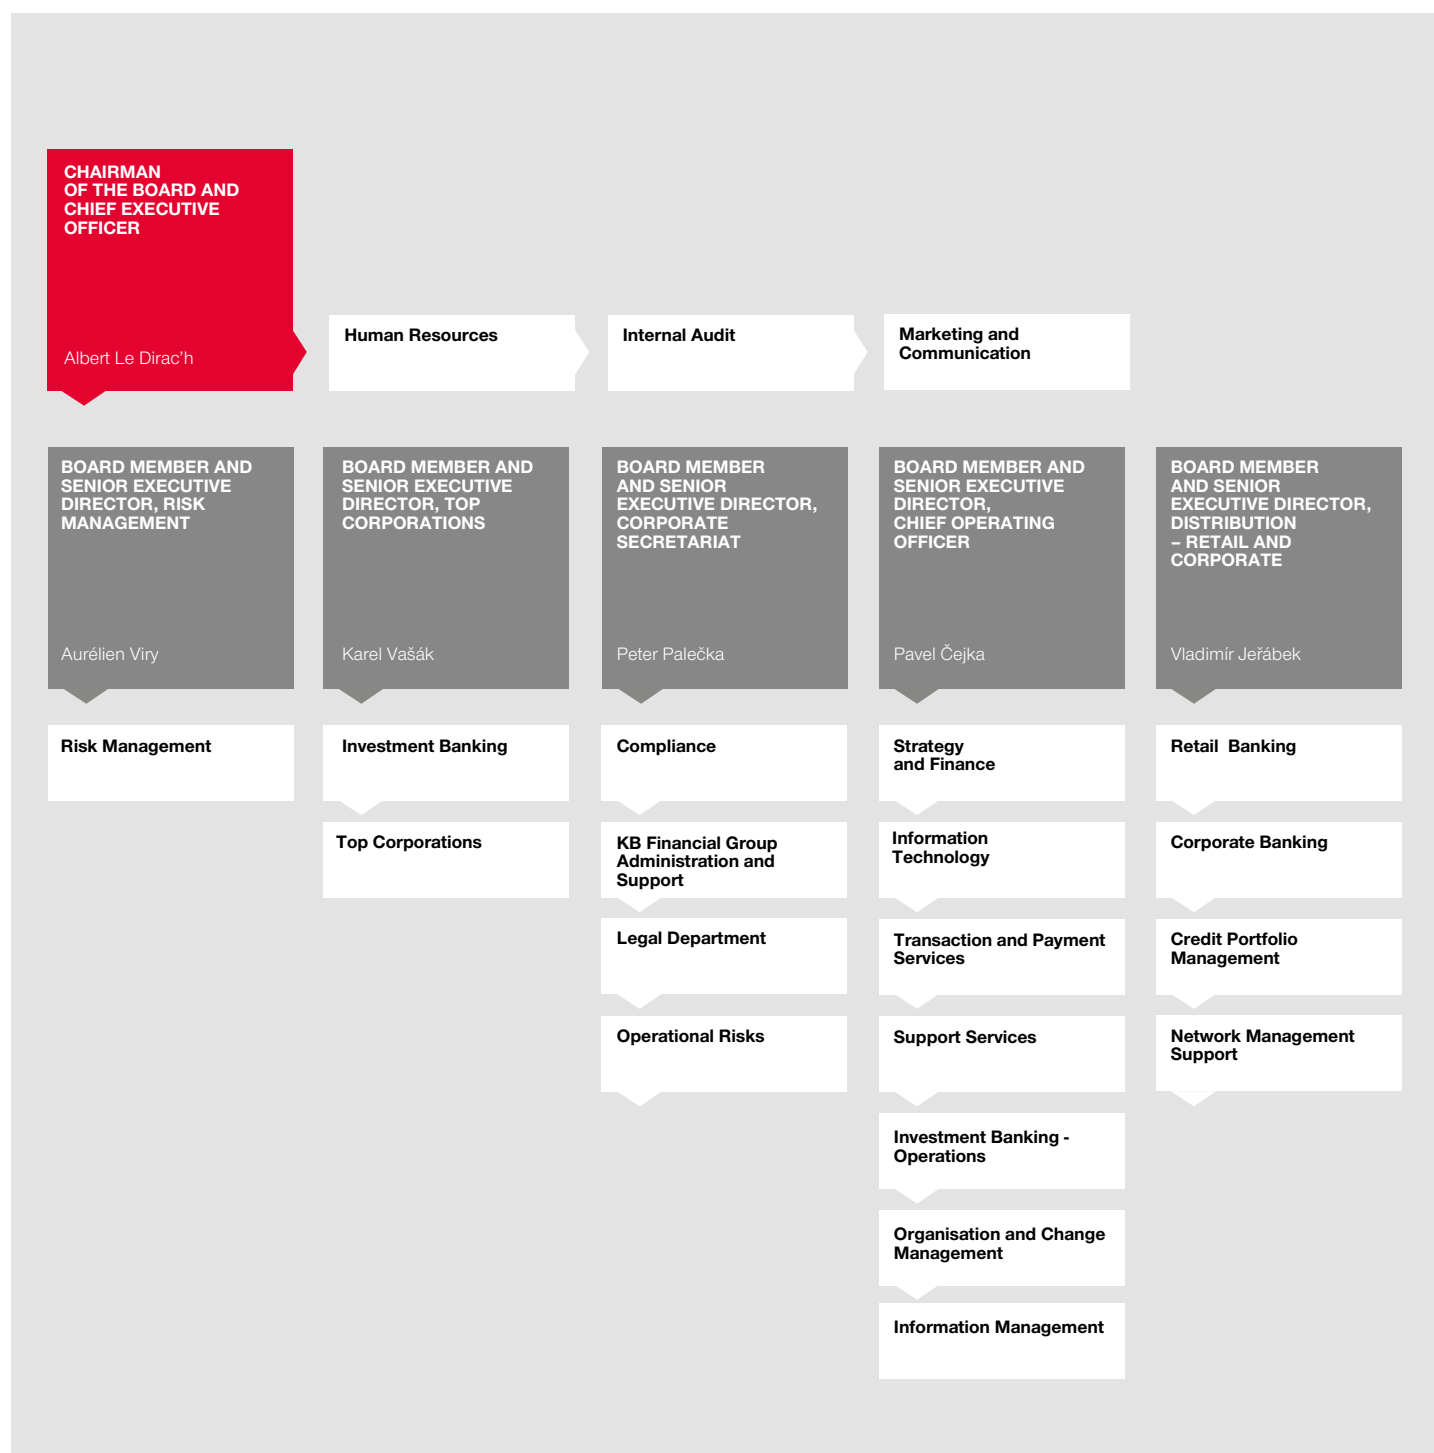 CHAIRMAN
OF THE BOARD AND
CHIEF EXECUTIVE
OFFICER
Albert Le Dirac’h
Human Resources
Internal Audit
Marketing and
Communication
BOARD MEMBER AND
SENIOR EXECUTIVE
DIRECTOR, RISK
MANAGEMENT
Aurélien Viry
BOARD MEMBER AND
SENIOR EXECUTIVE
DIRECTOR, TOP
CORPORATIONS
Karel Vašák
BOARD MEMBER
AND SENIOR
EXECUTIVE DIRECTOR,
CORPORATE
SECRETARIAT
Peter Palečka
BOARD MEMBER AND
SENIOR EXECUTIVE
DIRECTOR,
CHIEF OPERATING
OFFICER
Pavel Čejka
BOARD MEMBER
AND SENIOR
EXECUTIVE DIRECTOR,
DISTRIBUTION
– RETAIL AND
CORPORATE
Vladimír Jeřábek
Risk Management
Investment Banking
Top Corporations
Compliance
KB Financial Group
Administration and
Support
Legal Department
Operational Risks
Strategy
and Finance
Information
Technology
Transaction and Payment
Services
Support Services
Investment Banking -
Operations
Organisation and Change
Management
Information Management
Retail  Banking
Corporate Banking
Credit Portfolio
Management
Network Management
Support